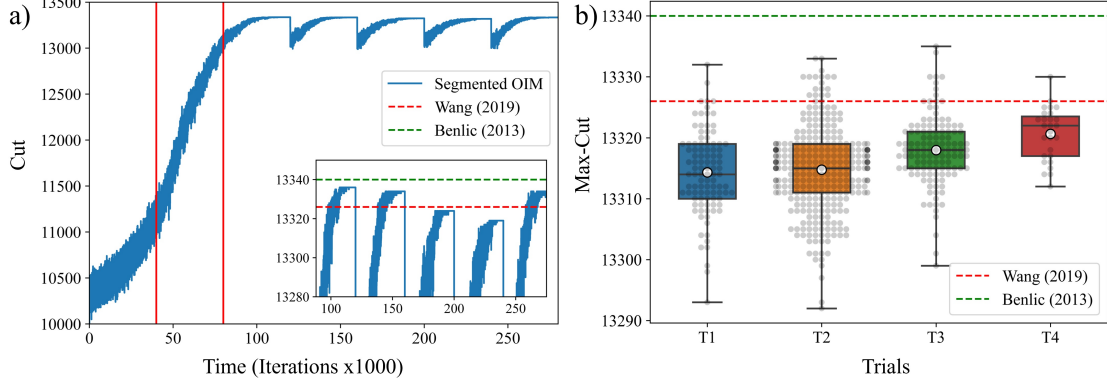 a)
Cut
13500
13000
12500
12000
11500
11000
10500
10000
0
50
100
150
200
250
Time (Iterations x1000)
Segmented OIM
Wang (2019)
Benlic (2013)
13340
13320
13300
13280
100
150
200
250
b)
Max-Cut
13340
13330
13320
13310
13300
13290
T1
T2
T3
T4
Trials
Wang (2019)
Benlic (2013)